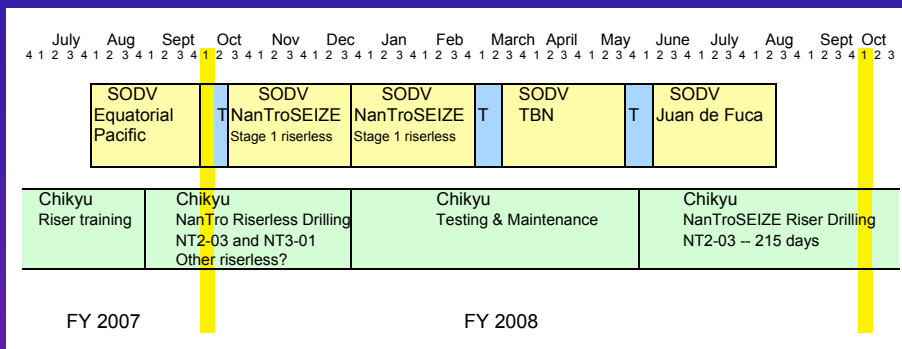 July Aug Sept Oct Nov Dec Jan Feb March April May June July Aug Sept Oct
4 1 2 3 4 1 2 3 4 1 2 3 4 1 2 3 4 1 2 3 4 1 2 3 4 1 2 3 4 1 2 3 4 1 2 3 4 1 2 3 4 1 2 3 4 1 2 3 4 1 2 3 4 1 2 3 4 1 2 3 4 1 2 3
SODV SODV SODV SODV SODV
Equatorial T NanTroSEIZE NanTroSEIZE T TBN T Juan de Fuca
Pacific Stage 1 riserless Stage 1 riserless
Chikyu Chikyu Chikyu Chikyu
Riser training NanTro Riserless Drilling Testing & Maintenance NanTroSEIZE Riser Drilling
NT2-03 and NT3-01 NT2-03 -- 215 days
Other riserless?
FY 2007 FY 2008